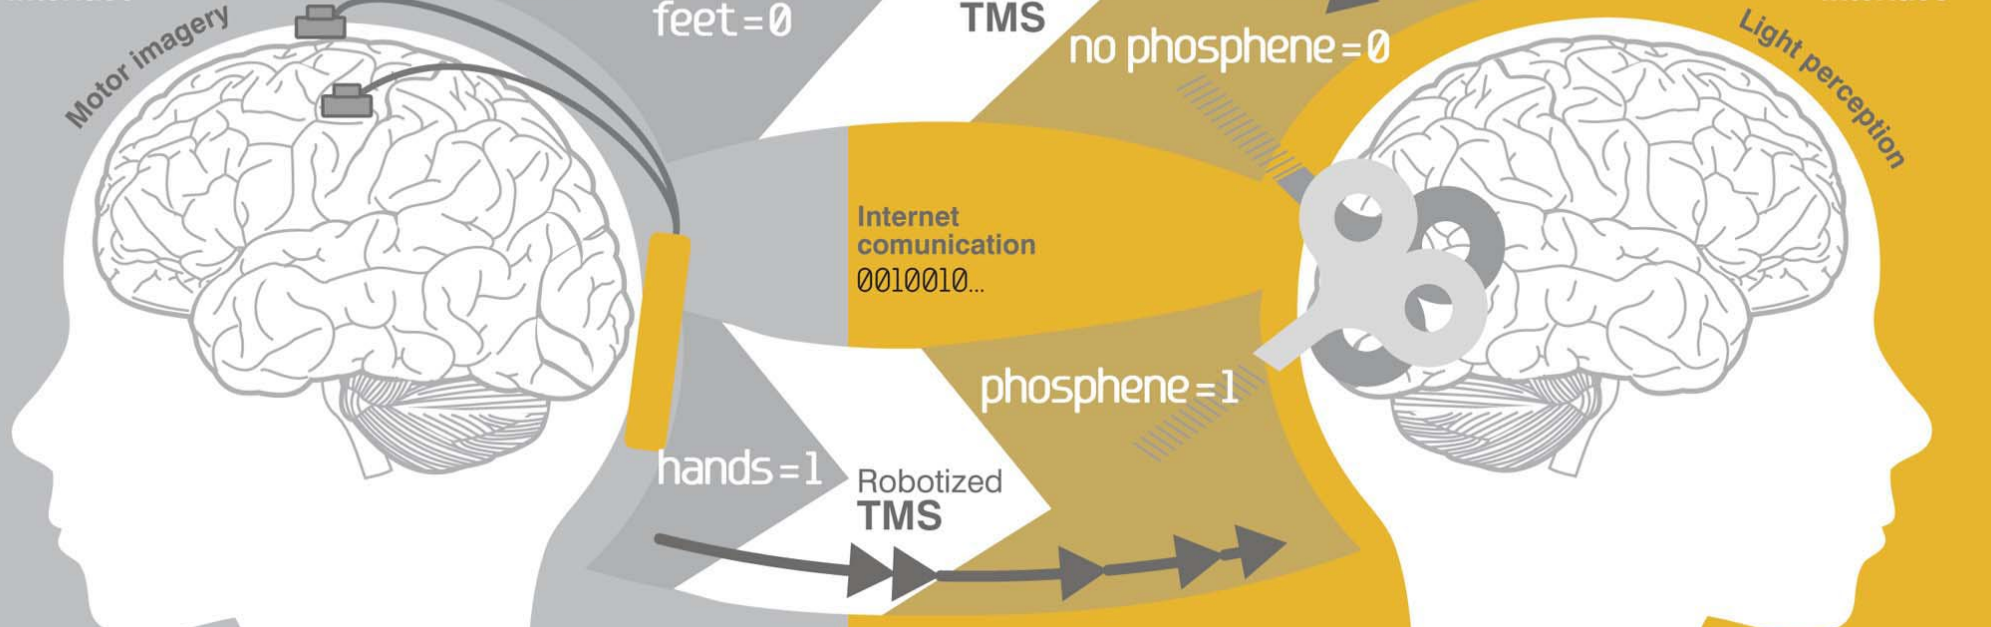 Motor imagery
feet=0
TMS
no phosphene=0
Light perception
Internet
comunication
0010010...
phosphene=1
hands=1
Robotized
TMS